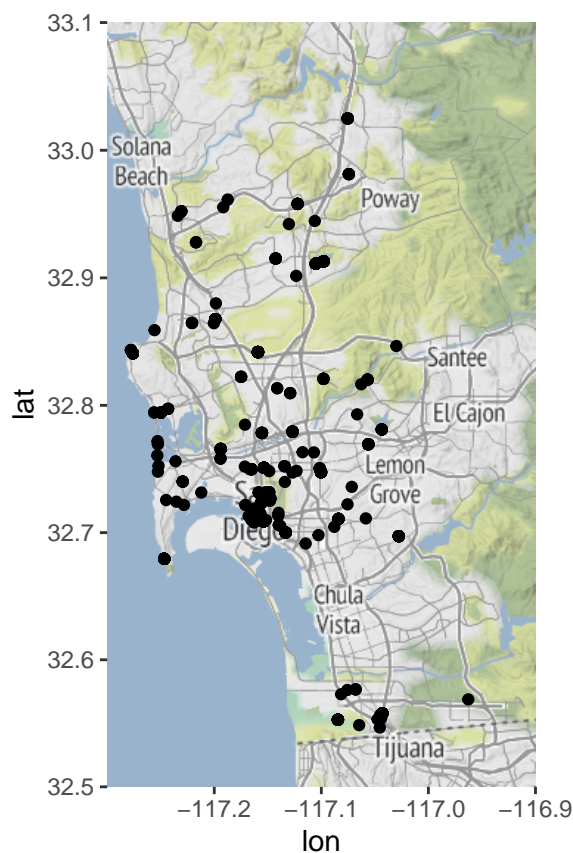 33.1
33.0
32.9
32.8
32.7
32.6
32.5
lat
Solana
Beach
Poway
Santee
El Cajon
Lemon
Grove
Diego
Chula
Vista
Tijuana
−117.2
−117.1
−117.0
−116.9
lon